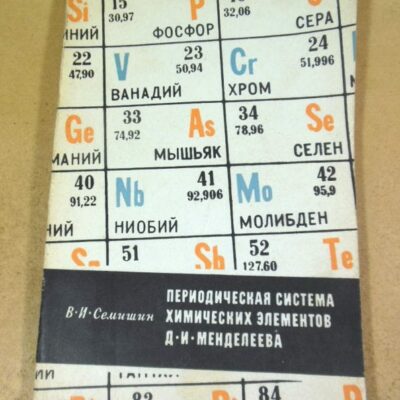 Si 15 P S
30,97 32,06
ФОСФОР СЕРА
22 V 23 Cr 24
47,90 50,94 51,996
ВАНАДИЙ ХРОМ
Ge 33 As 34 Se
74,92 78,96
МАНИЙ МЫШЬЯК СЕЛЕН
40 Nb 41 Mo 42
91,22 92,906 95,9
НИЙ НИОБИЙ МОЛИБДЕН
51 Sb 52 Te
127.60
ПЕРИОДИЧЕСКАЯ СИСТЕМА
В·И·Семишин ХИМИЧЕСКИХ ЭЛЕМЕНТОВ
Д·И·МЕНДЕЛЕЕВА
83 84